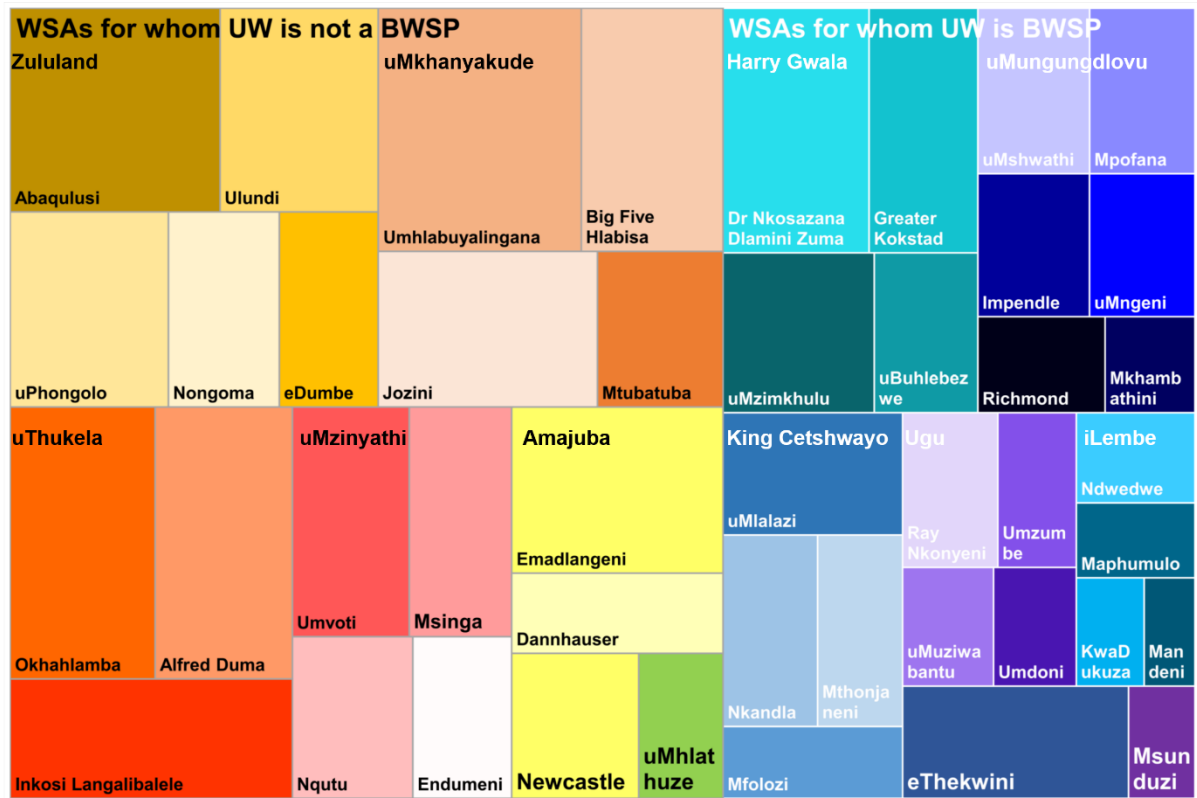 WSAs for whom UW is not a BWSP
Zululand
Abaqulusi
Ulundi
uPhongolo
Nongoma
eDumbe
uMkhanyakude
Umhlabuyalingana
Big Five
Hlabisa
Jozini
Mtubatuba
uThukela
Okhahlamba
Alfred Duma
Inkosi Langalibalele
uMzinyathi
Umvoti
Msinga
Nqutu
Endumeni
Amajuba
Emadlangeni
Dannhauser
Newcastle
uMhlat
huze
WSAs for whom UW is BWSP
Harry Gwala
Dr Nkosazana
Dlamini Zuma
Greater
Kokstad
uMzimkhulu
uBuhlebez
we
uMungungdlovu
uMshwathi
Mpofana
Impendle
uMngeni
Richmond
Mkhamb
athini
King Cetshwayo
uMlalazi
Nkandla
Mthonja
neni
Mfolozi
Ugu
Ray
Nkonyeni
Umzum
be
uMuziwa
bantu
Umdoni
iLembe
Ndwedwe
Maphumulo
KwaD
ukuza
Man
deni
eThekwini
Msun
duzi